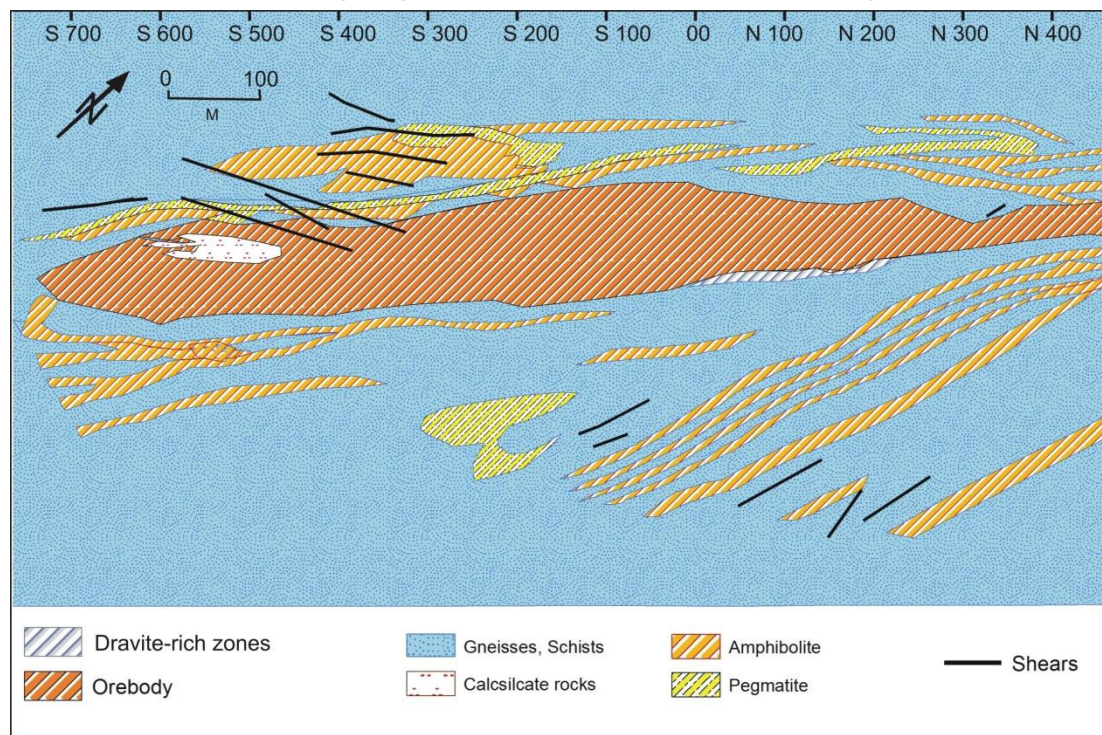 S 700 S 600 S 500 S 400 S 300 S 200 S 100 00 N 100 N 200 N 300 N 400
N
0 100
M
Dravite-rich zones
Gneisses, Schists
Amphibolite
Shears
Orebody
Calcsilcate rocks
Pegmatite